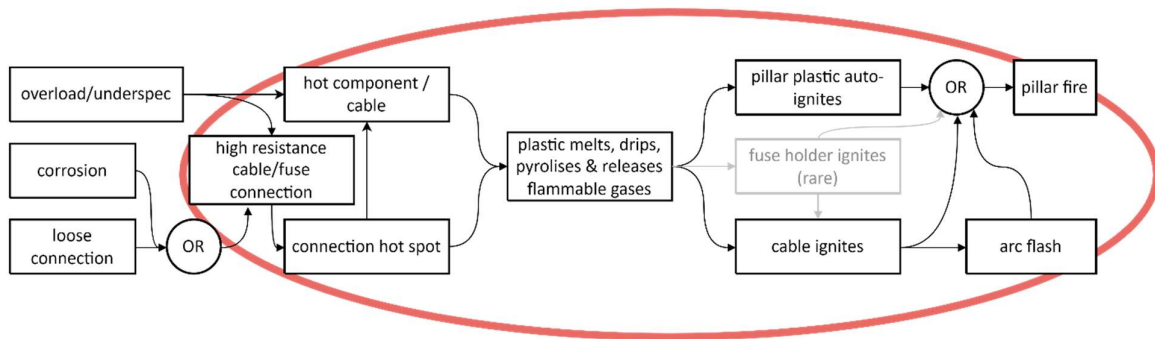 overload/underspec
corrosion
loose
connection
OR
hot component /
cable
high resistance
cable/fuse
connection
connection hot spot
plastic melts, drips,
pyrolises & releases
flammable gases
pillar plastic auto-
ignites
fuse holder ignites
(rare)
cable ignites
OR
arc flash
pillar fire